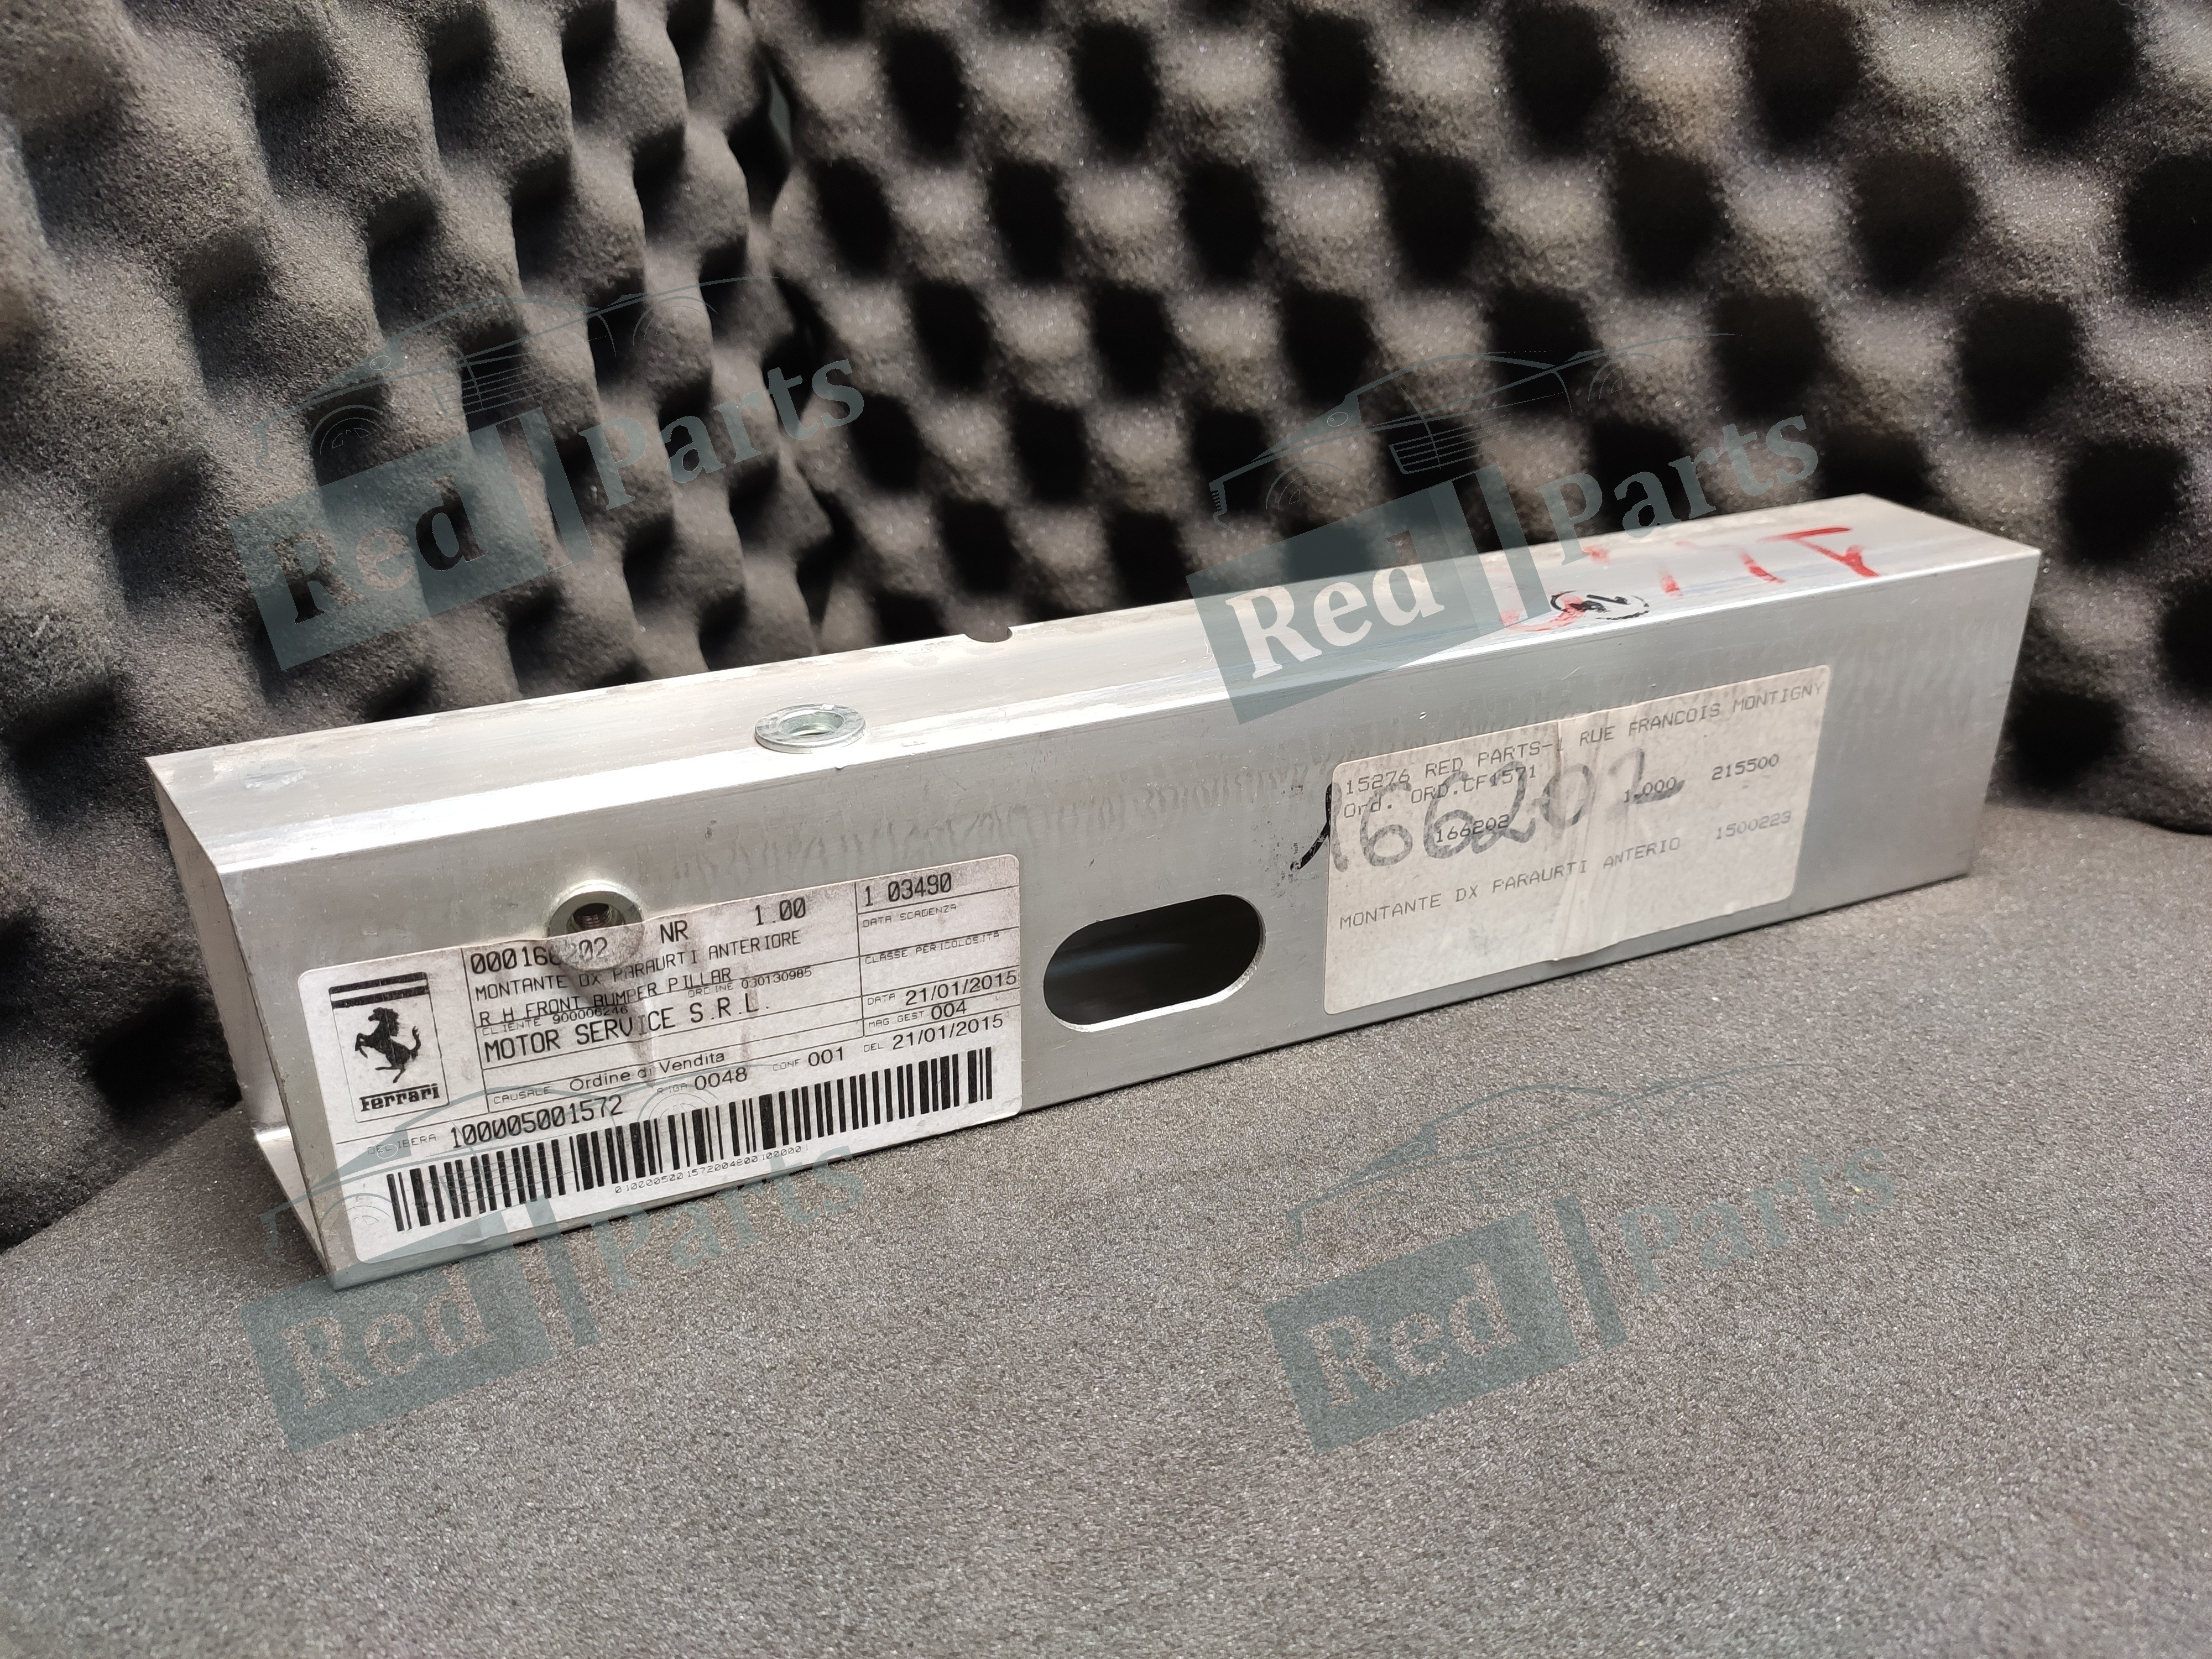 Red Parts
Red Parts
15276 RED PARTS-1 RUE FRANCOIS MONTIGNY
Ord. ORD.CF1571
1.000 215500
166202
166202
MONTANTE DX PARAURTI ANTERIO 1500223
000166202 NR 1.00
1 03490
MONTANTE DX PARAURTI ANTERIORE
DATA SCADENZA
R H FRONT BUMPER PILLAR
CLASSE PERICOLOSITA
CLIENTE 900006246 ORDINE 030130985
MOTOR SERVICE S.R.L.
DATA 21/01/2015
MAG GEST 004
CAUSALE Ordine di Vendita
RIGA 0048 CONF 001 DEL 21/01/2015
Ferrari
DELIBERA 100005001572
Red Parts
Red Parts